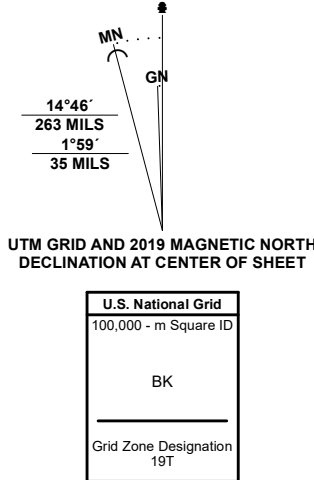 MN
GN
14°46´
263 MILS
1°59´
35 MILS
UTM GRID AND 2019 MAGNETIC NORTH
DECLINATION AT CENTER OF SHEET
U.S. National Grid
100,000 - m Square ID
BK
Grid Zone Designation
19T